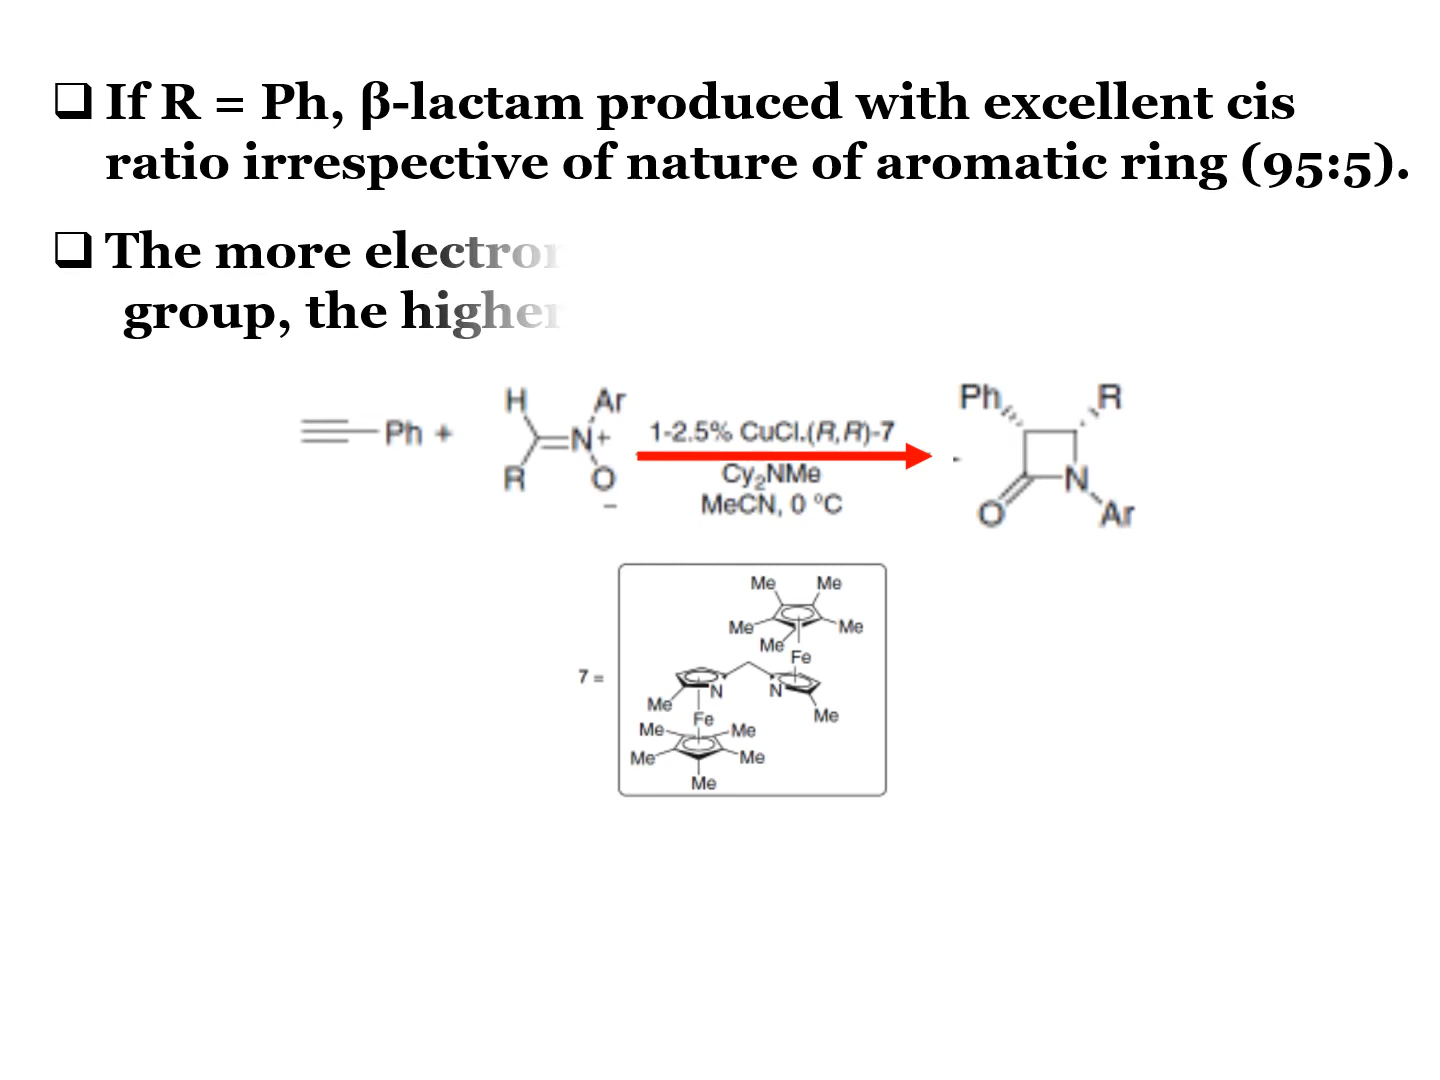 If R = Ph, β-lactam produced with excellent cis
ratio irrespective of nature of aromatic ring (95:5).
The more
group, the
Ph +
H
Ar
R
N+
O
−
1-2.5% CuCl.(R,R)-7
Cy₂NMe
MeCN, 0 °C
Ph
R
O
N
Ar
7 =
Me Me
Me Me
Me
Fe
N N
Me Me
Fe
Me Me
Me Me
Me